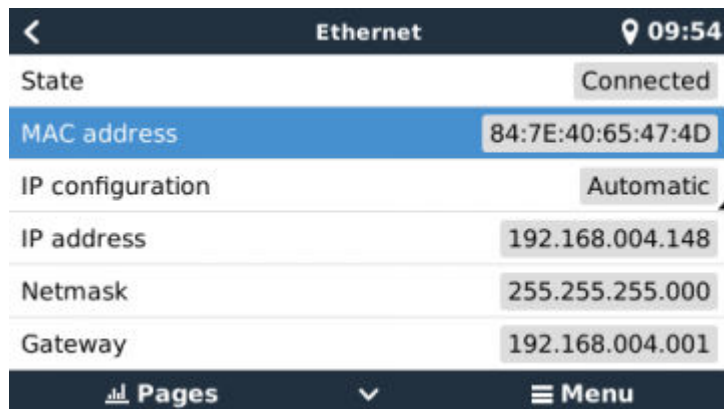 Ethernet 09:54
State Connected
MAC address 84:7E:40:65:47:4D
IP configuration Automatic
IP address 192.168.004.148
Netmask 255.255.255.000
Gateway 192.168.004.001
Pages Menu